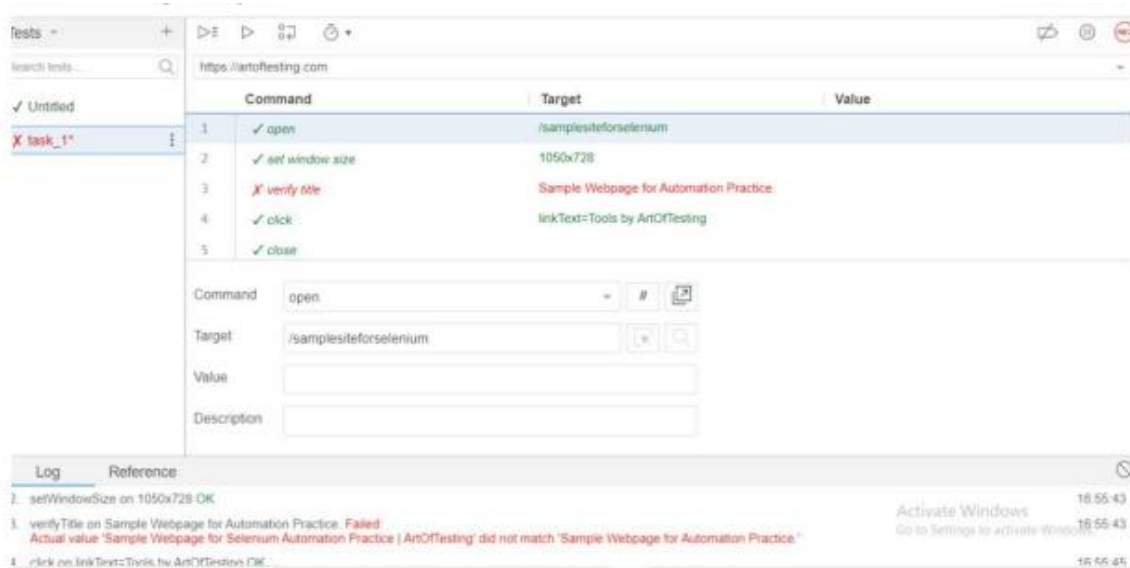 Tests
Search tests...
https://artoftesting.com
Command Target Value
✓ Untitled
✗ task_1*
1 ✓ open /samplesiteforselenium
2 ✓ set window size 1050x728
3 ✗ verify title Sample Webpage for Automation Practice
4 ✓ click linkText=Tools by ArtOfTesting
5 ✓ close
Command open //
Target /samplesiteforselenium
Value
Description
Log Reference
2. setWindowSize on 1050x728 OK 16:55:43
3. verifyTitle on Sample Webpage for Automation Practice. Failed: 16:55:43
Actual value 'Sample Webpage for Selenium Automation Practice | ArtOfTesting' did not match 'Sample Webpage for Automation Practice.'
4. click on linkText=Tools by ArtOfTesting OK 16:55:45
Activate Windows
Go to Settings to activate Windows.